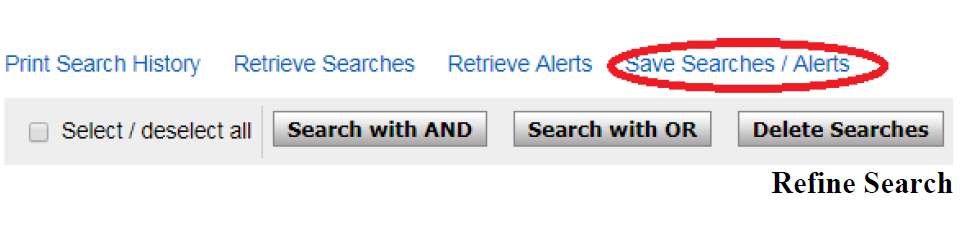 Print Search History Retrieve Searches Retrieve Alerts Save Searches / Alerts
Select / deselect all Search with AND Search with OR Delete Searches
Refine Search